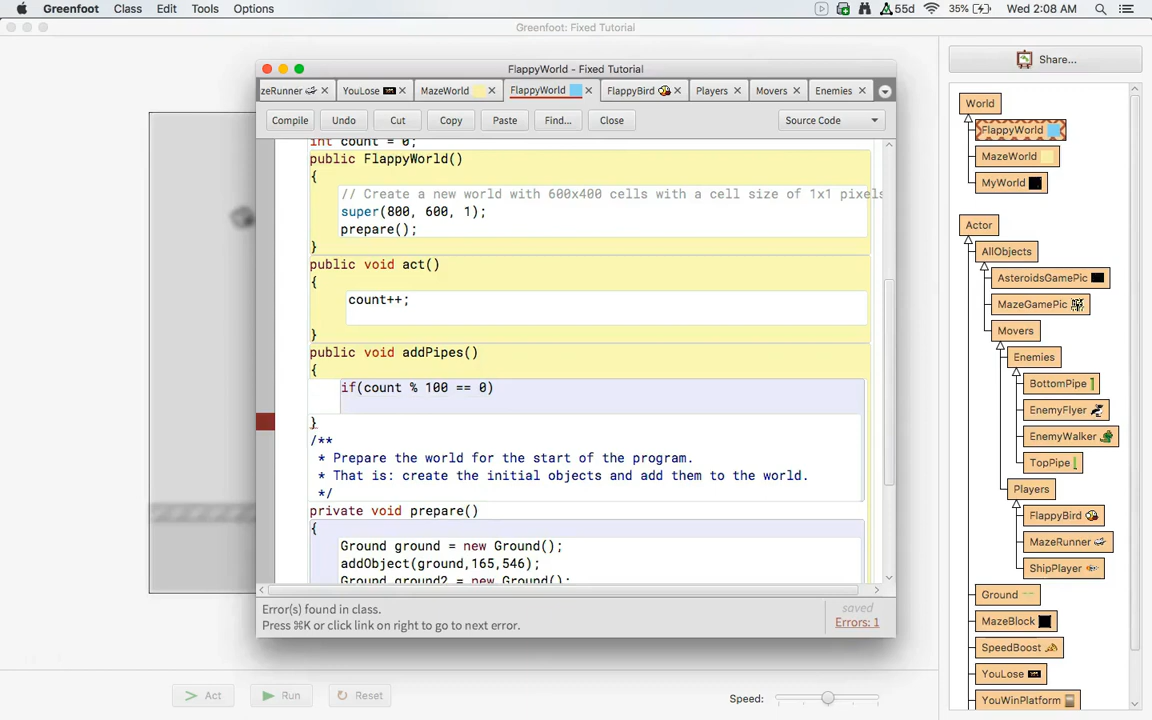 Greenfoot Class Edit Tools Options 55d 35% Wed 2:08 AM
Greenfoot: Fixed Tutorial
FlappyWorld - Fixed Tutorial
zeRunner YouLose MazeWorld FlappyWorld FlappyBird Players Movers Enemies
Compile Undo Cut Copy Paste Find... Close Source Code
int count = 0;
public FlappyWorld()
{
// Create a new world with 600x400 cells with a cell size of 1x1 pixels
super(800, 600, 1);
prepare();
}
public void act()
{
count++;
}
public void addPipes()
{
if(count % 100 == 0)
}
/**
* Prepare the world for the start of the program.
* That is: create the initial objects and add them to the world.
*/
private void prepare()
{
Ground ground = new Ground();
addObject(ground,165,546);
Ground ground2 = new Ground();
Error(s) found in class.
Press ⌘K or click link on right to go to next error.
saved
Errors: 1
Share...
World
FlappyWorld
MazeWorld
MyWorld
Actor
AllObjects
AsteroidsGamePic
MazeGamePic
Movers
Enemies
BottomPipe
EnemyFlyer
EnemyWalker
TopPipe
Players
FlappyBird
MazeRunner
ShipPlayer
Ground
MazeBlock
SpeedBoost
YouLose
YouWinPlatform
Act Run Reset Speed: